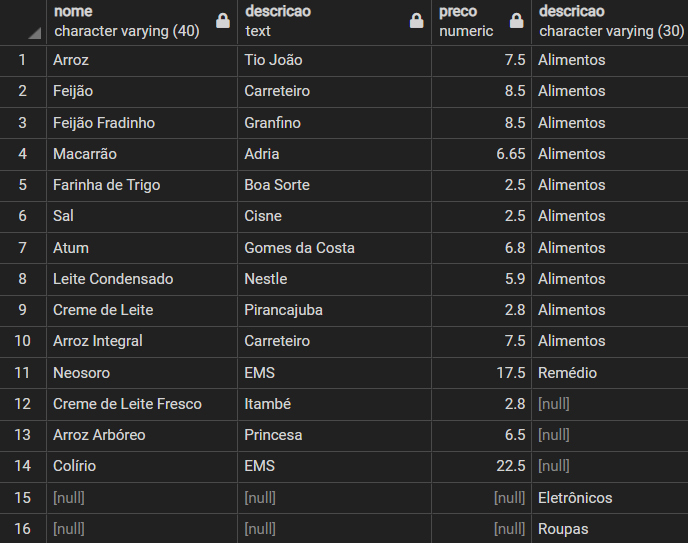 nome descricao preco descricao
character varying (40) text numeric character varying (30)
1 Arroz Tio João 7.5 Alimentos
2 Feijão Carreteiro 8.5 Alimentos
3 Feijão Fradinho Granfino 8.5 Alimentos
4 Macarrão Adria 6.65 Alimentos
5 Farinha de Trigo Boa Sorte 2.5 Alimentos
6 Sal Cisne 2.5 Alimentos
7 Atum Gomes da Costa 6.8 Alimentos
8 Leite Condensado Nestle 5.9 Alimentos
9 Creme de Leite Pirancajuba 2.8 Alimentos
10 Arroz Integral Carreteiro 7.5 Alimentos
11 Neosoro EMS 17.5 Remédio
12 Creme de Leite Fresco Itambé 2.8 [null]
13 Arroz Arbóreo Princesa 6.5 [null]
14 Colírio EMS 22.5 [null]
15 [null] [null] [null] Eletrônicos
16 [null] [null] [null] Roupas